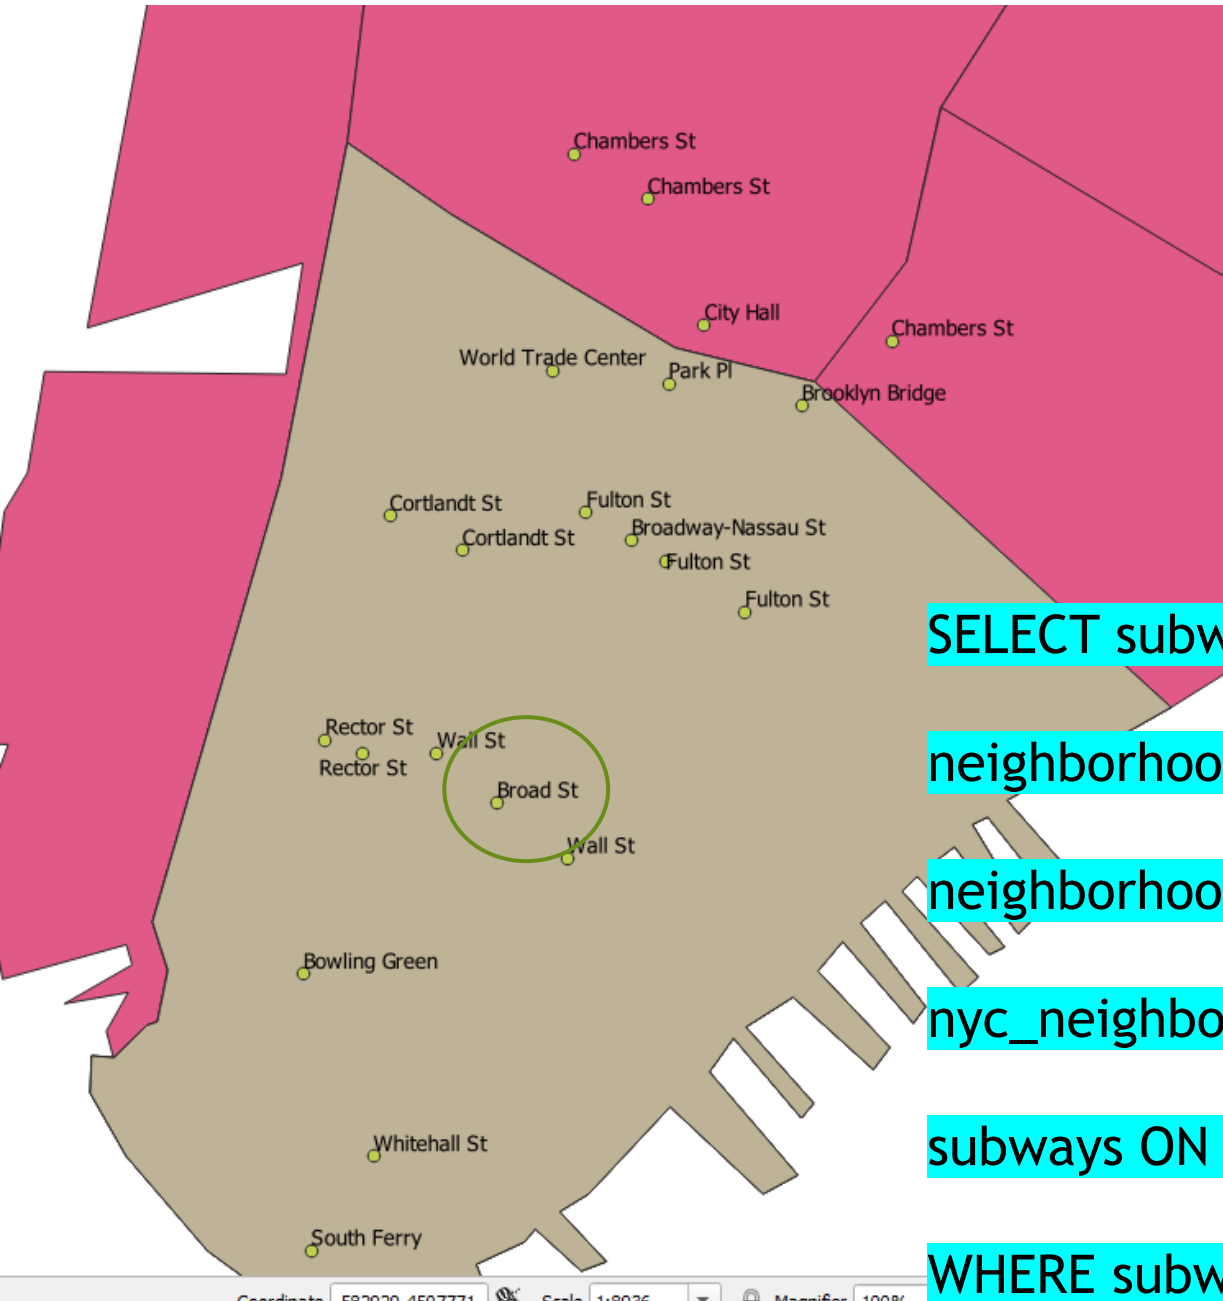 Chambers St
Chambers St
City Hall
Chambers St
World Trade Center
Park Pl
Brooklyn Bridge
Cortlandt St
Fulton St
Broadway-Nassau St
Cortlandt St
Fulton St
Fulton St
SELECT subw
Rector St
Wall St
Rector St
neighborhoo
Broad St
Wall St
neighborhoo
Bowling Green
nyc_neighbo
Whitehall St
subways ON
South Ferry
WHERE subw
Scale
Magnifier